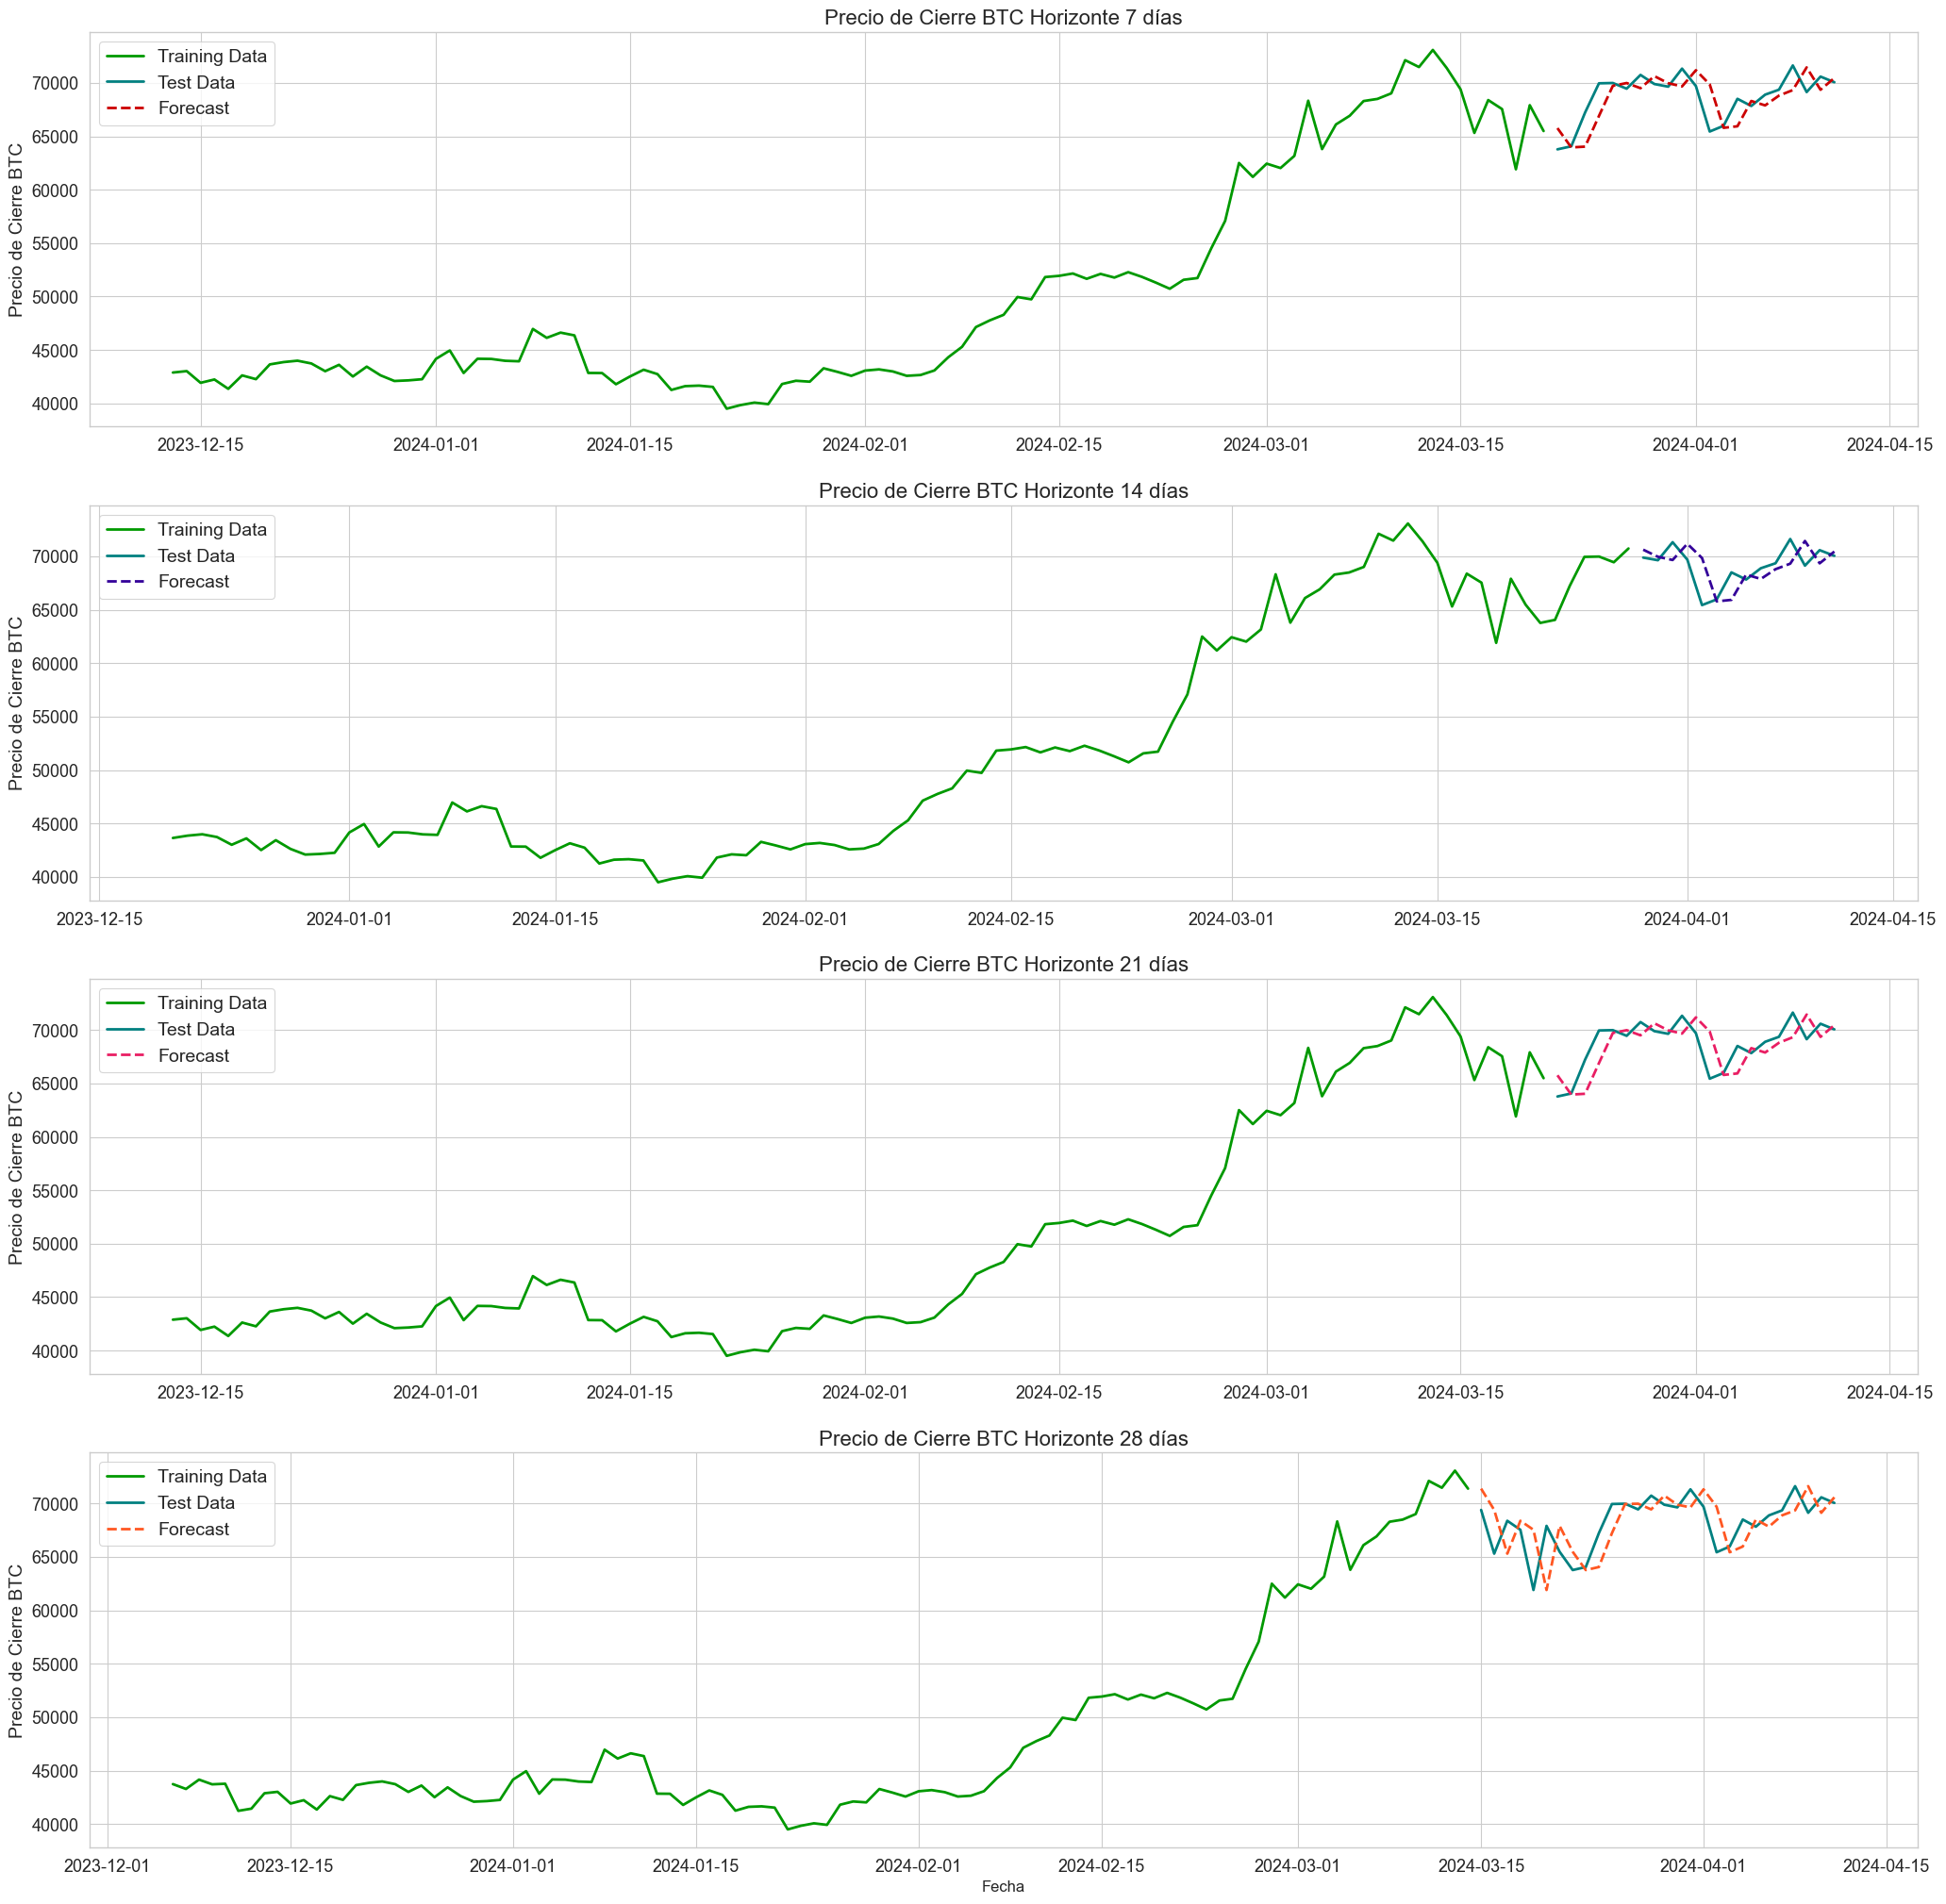 Precio de Cierre BTC Horizonte 7 días
Precio de Cierre BTC
Training Data
Test Data
Forecast
70000
65000
60000
55000
50000
45000
40000
2023-12-15 2024-01-01 2024-01-15 2024-02-01 2024-02-15 2024-03-01 2024-03-15 2024-04-01 2024-04-15
Precio de Cierre BTC Horizonte 14 días
Precio de Cierre BTC
Training Data
Test Data
Forecast
70000
65000
60000
55000
50000
45000
40000
2023-12-15 2024-01-01 2024-01-15 2024-02-01 2024-02-15 2024-03-01 2024-03-15 2024-04-01 2024-04-15
Precio de Cierre BTC Horizonte 21 días
Precio de Cierre BTC
Training Data
Test Data
Forecast
70000
65000
60000
55000
50000
45000
40000
2023-12-15 2024-01-01 2024-01-15 2024-02-01 2024-02-15 2024-03-01 2024-03-15 2024-04-01 2024-04-15
Precio de Cierre BTC Horizonte 28 días
Precio de Cierre BTC
Training Data
Test Data
Forecast
70000
65000
60000
55000
50000
45000
40000
2023-12-01 2023-12-15 2024-01-01 2024-01-15 2024-02-01 2024-02-15 2024-03-01 2024-03-15 2024-04-01 2024-04-15
Fecha